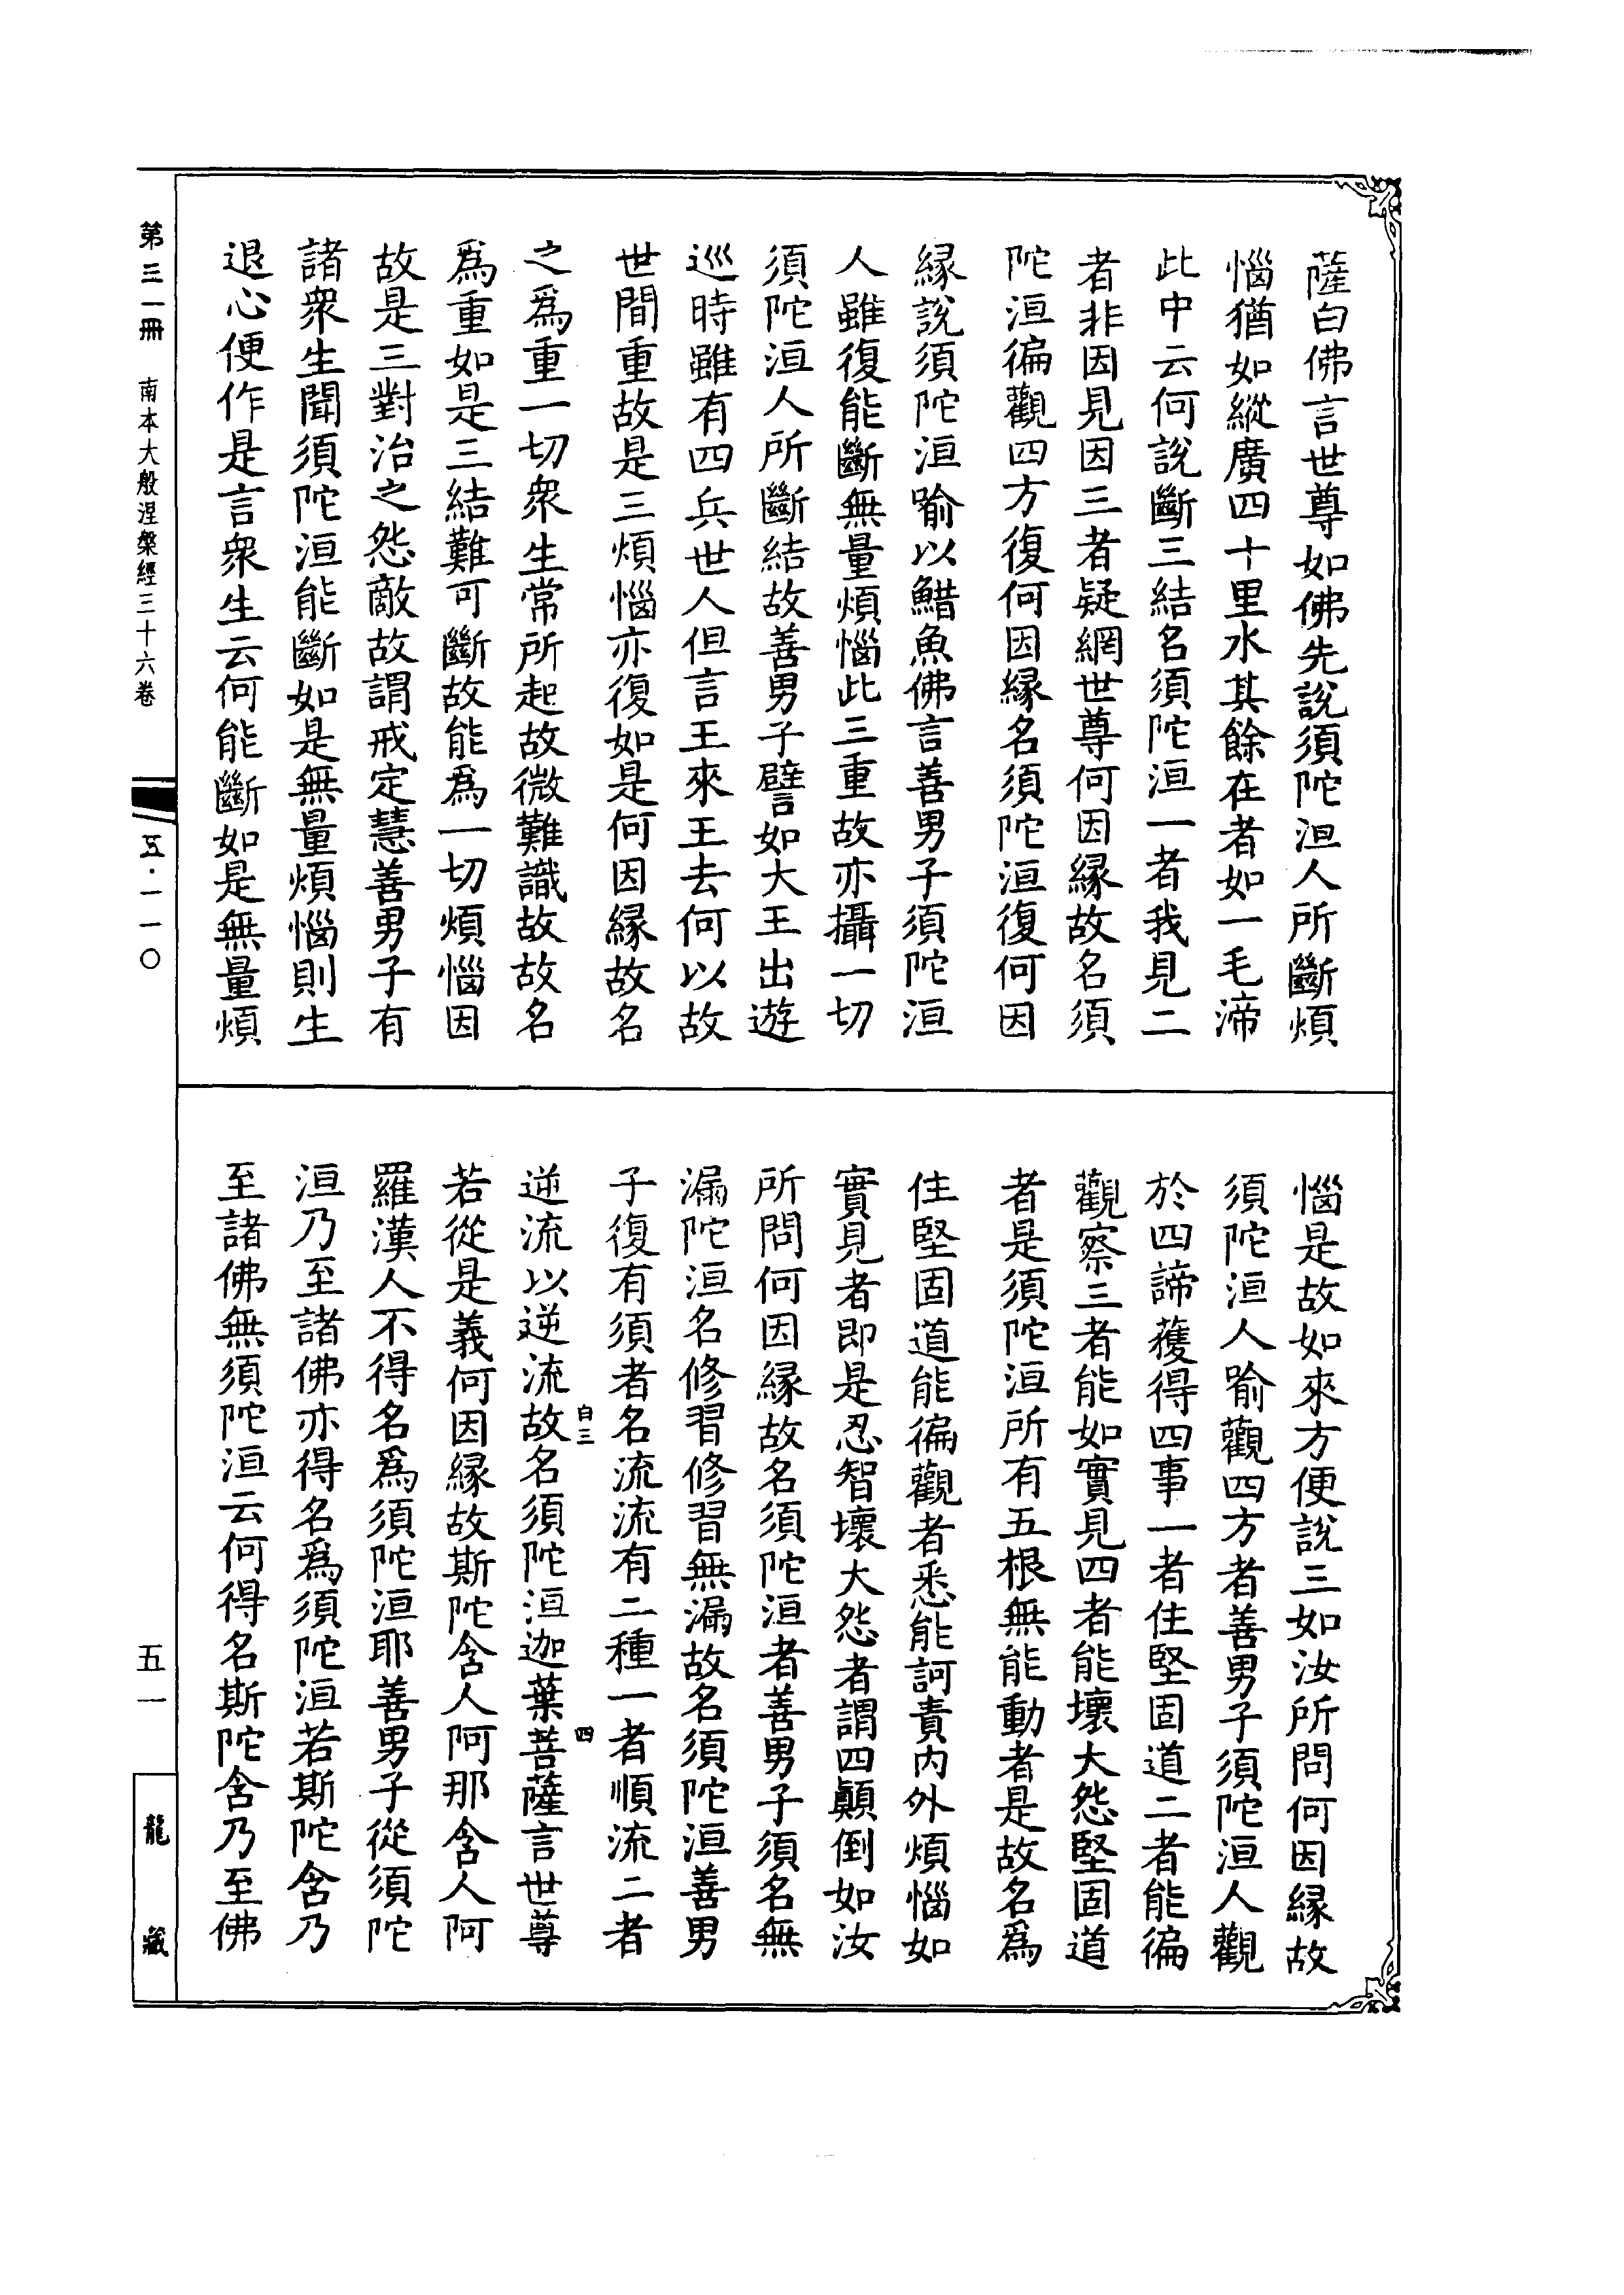 薩白佛言世尊如佛先說須陀洹人所斷煩
惱猶如縱廣四十里水其餘在者如一毛渧
此中云何說斷三結名須陀洹一者我見二
者非因見因三者疑網世尊何因縁故名須
陀洹徧觀四方復何因縁名須陀洹復何因
縁說須陀洹喻以䱜魚佛言善男子須陀洹
人雖復能斷無量煩惱此三重故亦攝一切
須陀洹人所斷結故善男子譬如大王出遊
巡時雖有四兵世人但言王來王去何以故
世間重故是三煩惱亦復如是何因縁故名
之爲重一切衆生常所起故微難識故故名
爲重如是三結難可斷故能爲一切煩惱因
故是三對治之怨敵故謂戒定慧善男子有
諸衆生聞須陀洹能斷如是無量煩惱則生
退心便作是言衆生云何能斷如是無量煩
惱是故如來方便說三如汝所問何因縁故
須陀洹人喻觀四方者善男子須陀洹人觀
於四諦獲得四事一者住堅固道二者能徧
觀察三者能如實見四者能壞大怨堅固道
者是須陀洹所有五根無能動者是故名爲
住堅固道能徧觀者悉能訶責内外煩惱如
實見者即是忍智壞大怨者謂四顚倒如汝
所問何因縁故名須陀洹者善男子須名無
漏陀洹名修習修習無漏故名須陀洹善男
子復有須者名流流有二種一者順流二者
逆流以逆流故名須陀洹迦葉菩薩言世尊
白三
四
若從是義何因縁故斯陀含人阿那含人阿
羅漢人不得名爲須陀洹耶善男子從須陀
洹乃至諸佛亦得名爲須陀洹若斯陀含乃
至諸佛無須陀洹云何得名斯陀含乃至佛
第三一冊 南本大般涅槃經三十六卷
五·一一〇
五一
龍藏